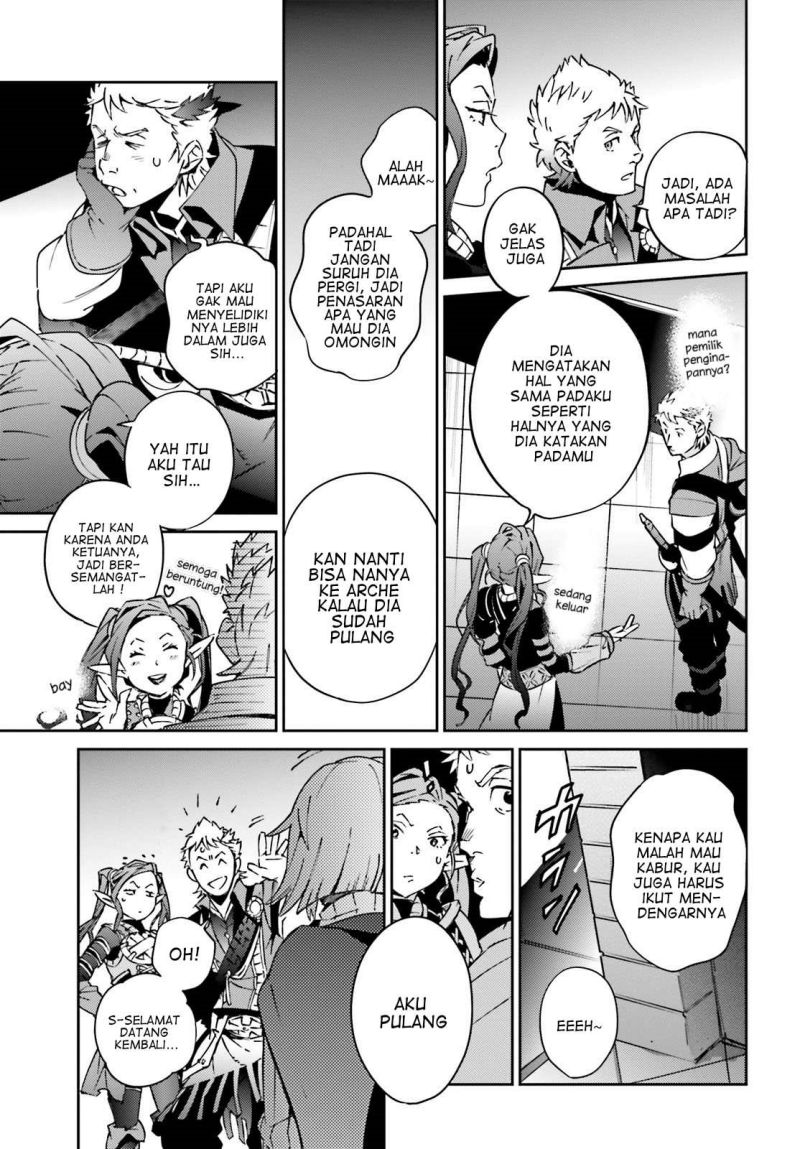 JADI, ADA
MASALAH
APA TADI?
GAK
JELAS
JUGA
mana
pemilik
pengina-
pannya?
DIA
MENGATAKAN
HAL YANG
SAMA PADAKU
SEPERTI
HALNYA YANG
DIA KATAKAN
PADAMU
sedang
keluar
ALAH
MAAAK~
PADAHAL
TADI
JANGAN
SURUH DIA
PERGI, JADI
PENASARAN
APA YANG
MAU DIA
OMONGIN
KAN NANTI
BISA NANYA
KE ARCHE
KALAU DIA
SUDAH
PULANG
TAPI AKU
GAK MAU
MENYELIDIKI
NYA LEBIH
DALAM JUGA
SIH...
YAH ITU
AKU TAU
SIH...
TAPI KAN
KARENA ANDA
KETUANYA,
JADI BER-
SEMANGAT-
LAH !
semoga
beruntung!
bay
KENAPA KAU
MALAH MAU
KABUR, KAU
JUGA HARUS
IKUT MEN-
DENGARNYA
ガシッ
EEEH~
AKU
PULANG
OH!
S-SELAMAT
DATANG
KEMBALI...